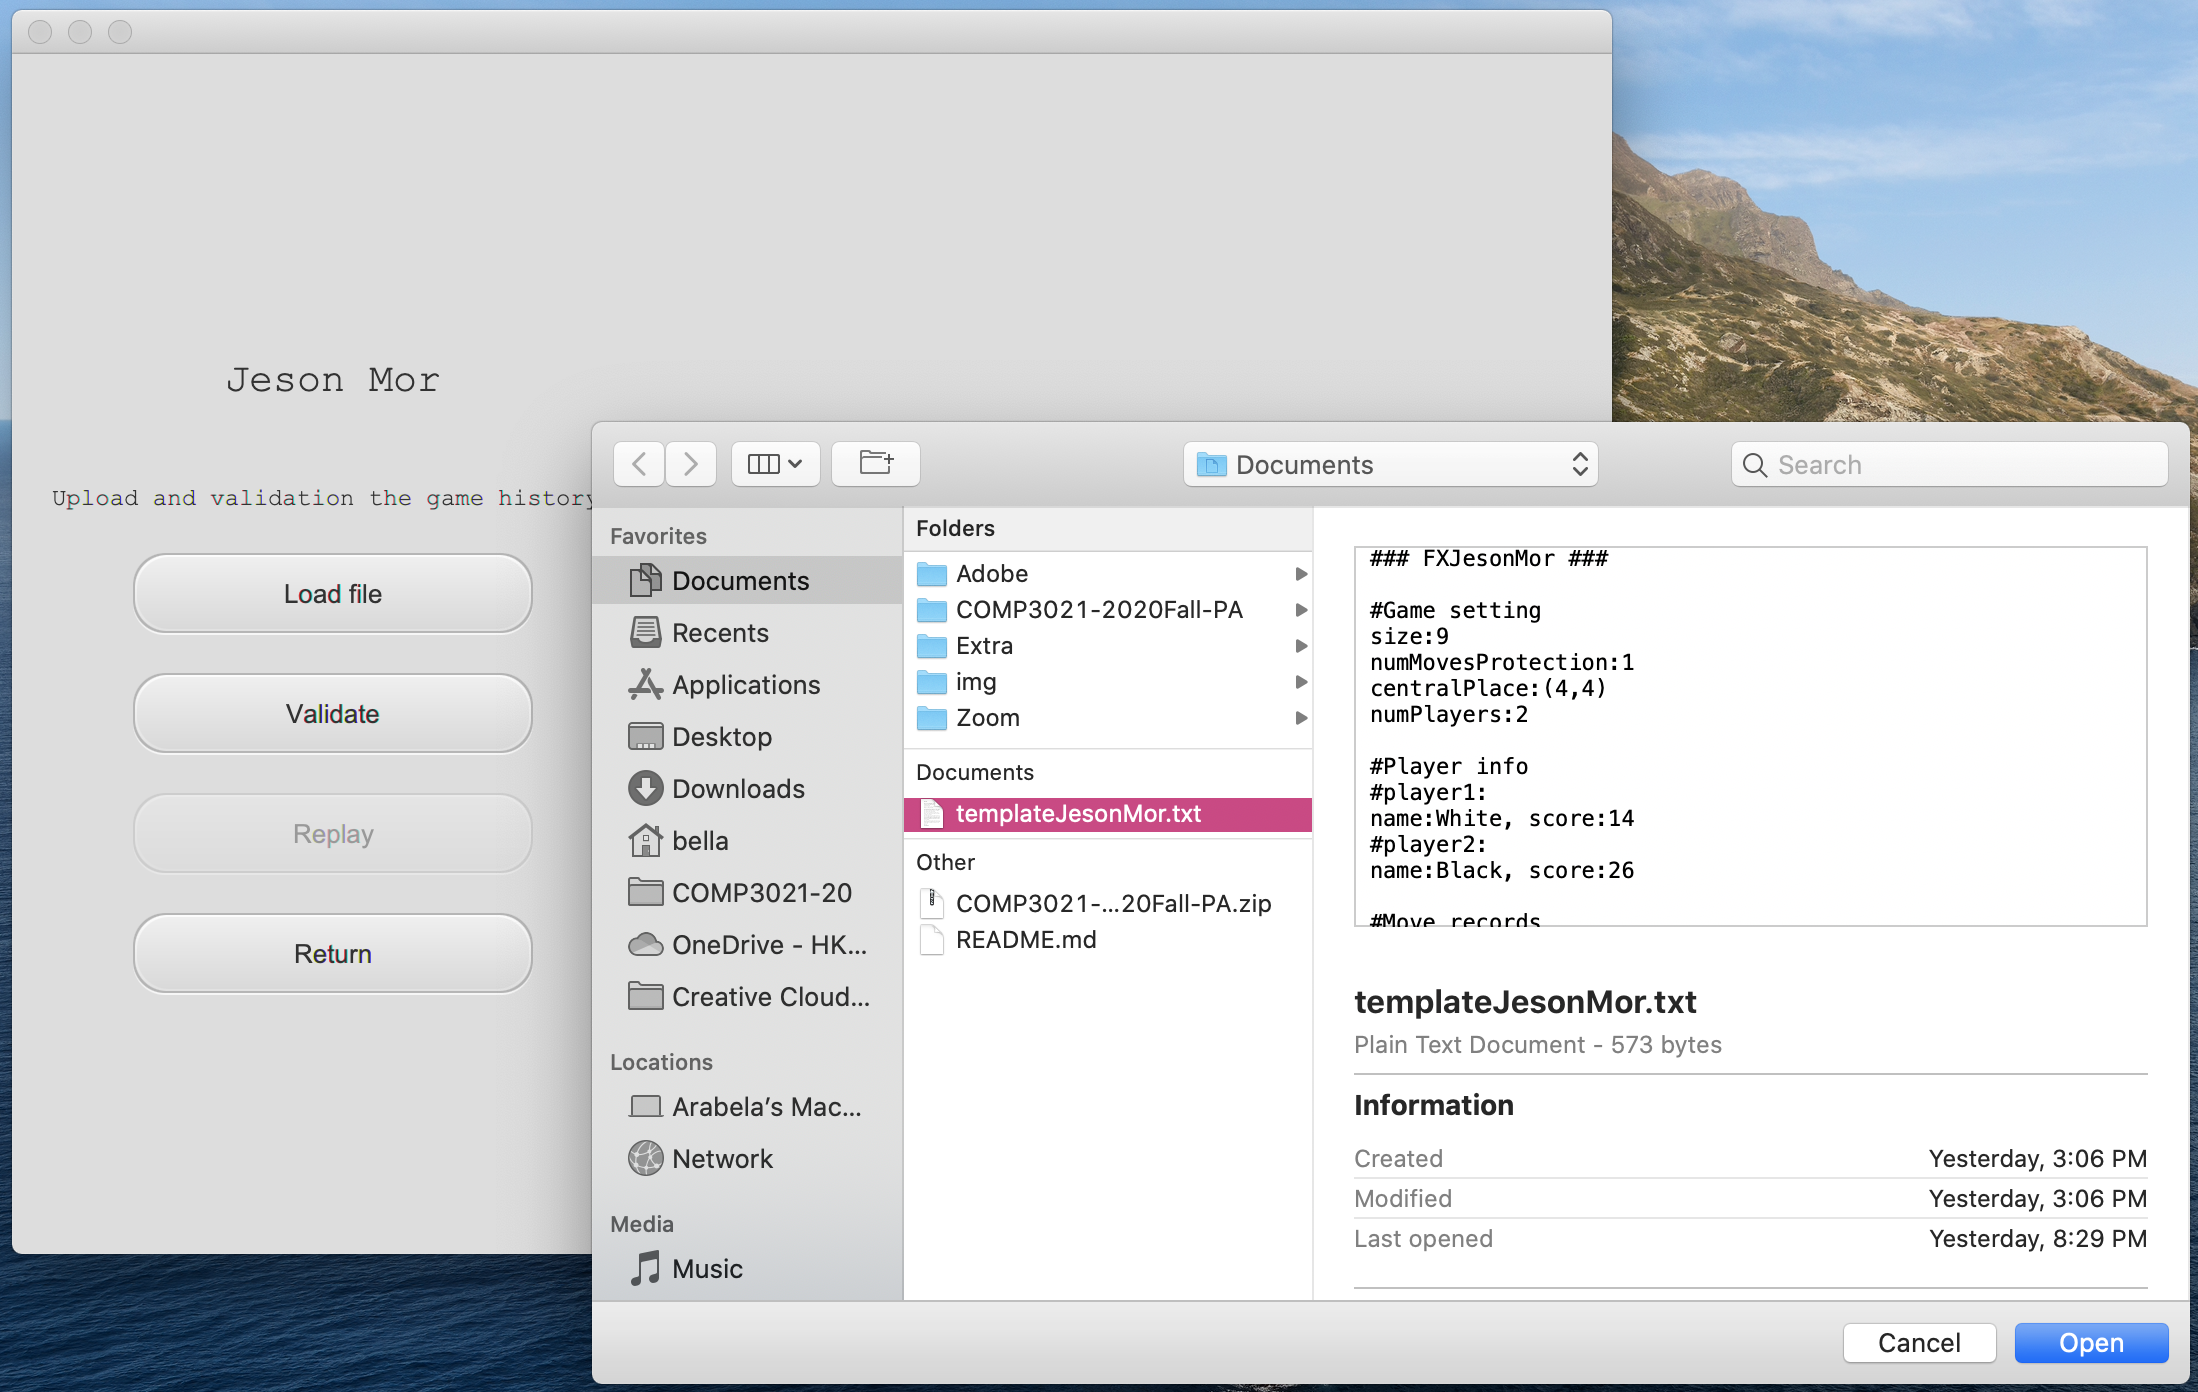 Jeson Mor
Upload and validation the game history
Load file
Validate
Replay
Return
Documents
Search
Favorites
Documents
Recents
Applications
Desktop
Downloads
bella
COMP3021-20
OneDrive - HK...
Creative Cloud...
Locations
Arabela's Mac...
Network
Media
Music
Folders
Adobe
COMP3021-2020Fall-PA
Extra
img
Zoom
Documents
templateJesonMor.txt
Other
COMP3021-...20Fall-PA.zip
README.md
### FXJesonMor ###
#Game setting
size:9
numMovesProtection:1
centralPlace:(4,4)
numPlayers:2
#Player info
#player1:
name:White, score:14
#player2:
name:Black, score:26
#Move records
templateJesonMor.txt
Plain Text Document - 573 bytes
Information
Created Yesterday, 3:06 PM
Modified Yesterday, 3:06 PM
Last opened Yesterday, 8:29 PM
Cancel
Open